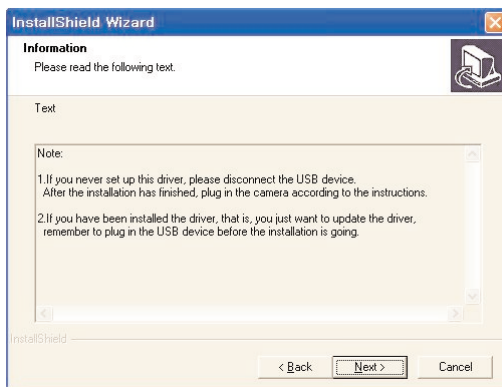 InstallShield Wizard
Information
Please read the following text.
Text
Note:
1.If you never set up this driver, please disconnect the USB device.
After the installation has finished, plug in the camera according to the instructions.
2.If you have been installed the driver, that is, you just want to update the driver,
remember to plug in the USB device before the installation is going.
InstallShield
< Back Next > Cancel